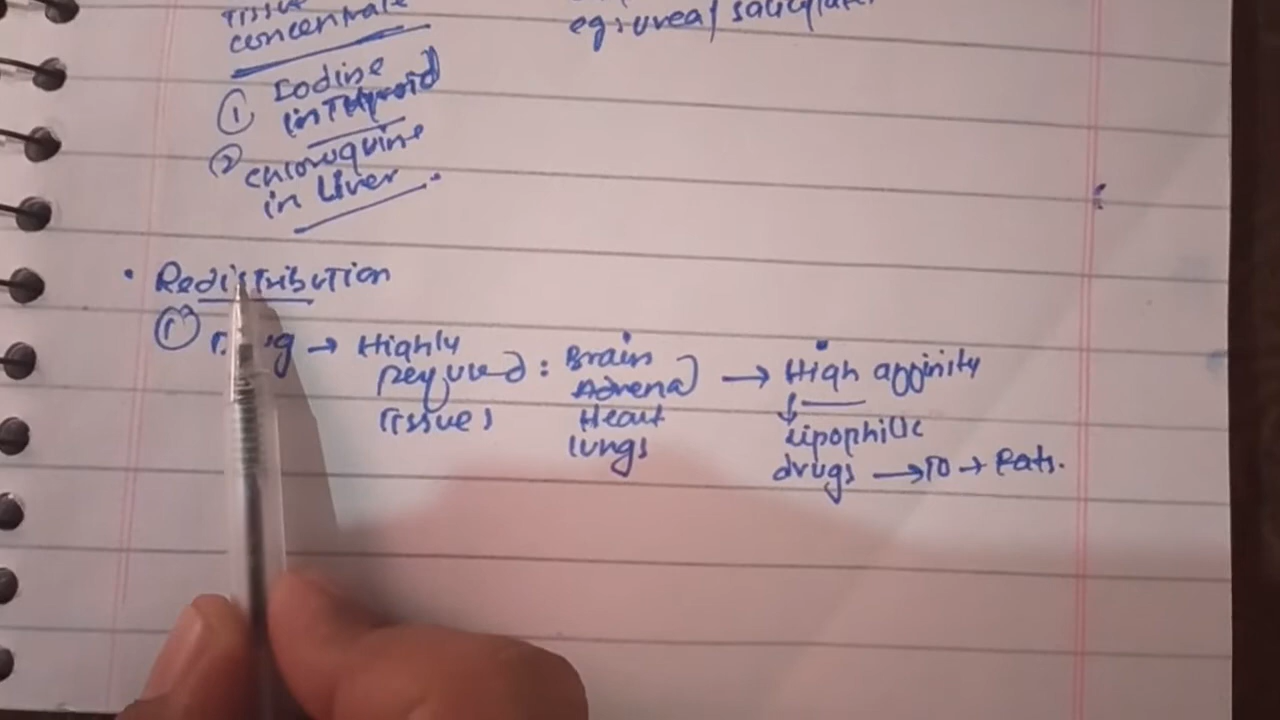 Tissue
concentrate
eg: urea / salicylate.
① Iodine
in Thyroid
② Chloroquine
in Liver
• Redistribution
①
→ Highly
perfused :
Tissues
Brain
Adrenal
Heart
lungs
→ High affinity
↓
lipophilic
drugs → TO → Fats.